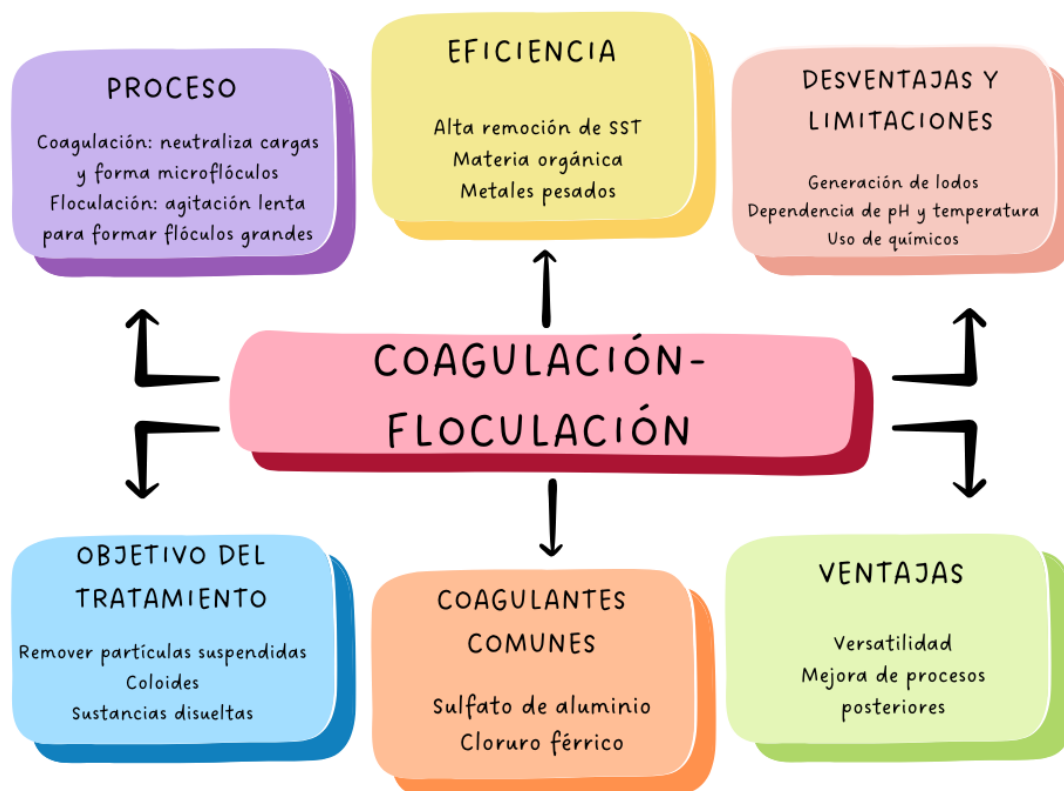 PROCESO
Coagulación: neutraliza cargas
y forma microflóculos
Floculación: agitación lenta
para formar flóculos grandes
EFICIENCIA
Alta remoción de SST
Materia orgánica
Metales pesados
DESVENTAJAS Y
LIMITACIONES
Generación de lodos
Dependencia de pH y temperatura
Uso de químicos
COAGULACIÓN-
FLOCULACIÓN
OBJETIVO DEL
TRATAMIENTO
Remover partículas suspendidas
Coloides
Sustancias disueltas
COAGULANTES
COMUNES
Sulfato de aluminio
Cloruro férrico
VENTAJAS
Versatilidad
Mejora de procesos
posteriores